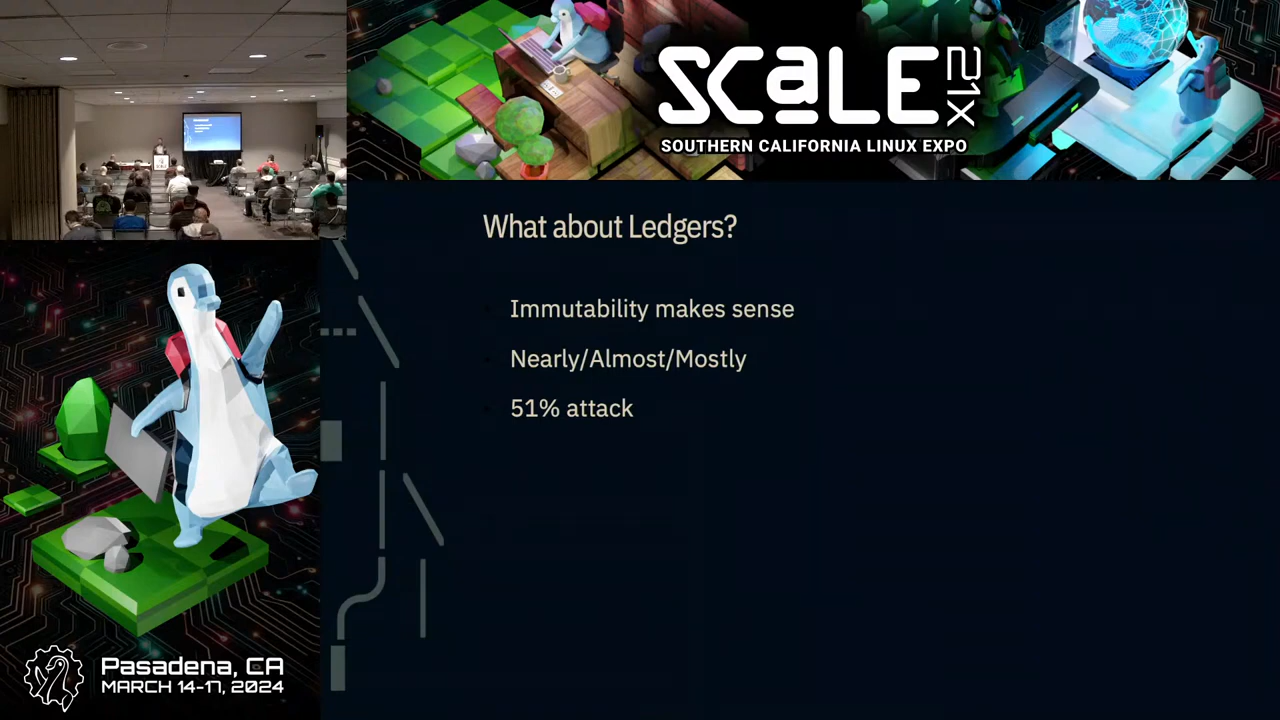 SCaLE 21X
SOUTHERN CALIFORNIA LINUX EXPO
What about Ledgers?
Immutability makes sense
Nearly/Almost/Mostly
51% attack
Pasadena, CA
MARCH 14-17, 2024